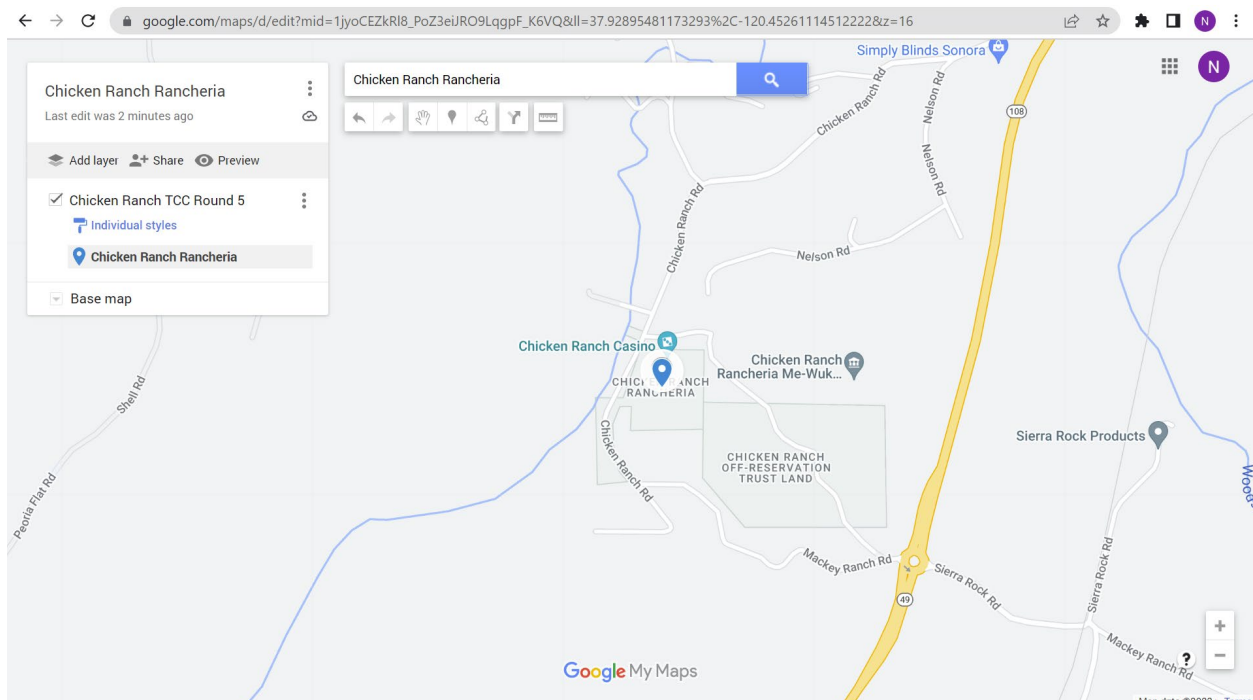 google.com/maps/d/edit?mid=1jyoCEZkRl8_PoZ3eiJRO9LqgpF_K6VQ&ll=37.92895481173293%2C-120.45261114512222&z=16
N
Chicken Ranch Rancheria
Last edit was 2 minutes ago
Add layer Share Preview
Chicken Ranch TCC Round 5
Individual styles
Chicken Ranch Rancheria
Base map
Chicken Ranch Rancheria
N
Simply Blinds Sonora
Chicken Ranch Rd
Nelson Rd
108
Nelson Rd
Chicken Ranch Rd
Nelson Rd
Chicken Ranch Casino
Chicken Ranch
Rancheria Me-Wuk...
RANCHERIA
Shell Rd
Chicken Ranch Rd
CHICKEN RANCH
OFF-RESERVATION
TRUST LAND
Sierra Rock Products
Peoria Flat Rd
Mackey Ranch Rd
Sierra Rock Rd
Sierra Rock Rd
49
Mackey Ranch Rd
?
+
−
Google My Maps